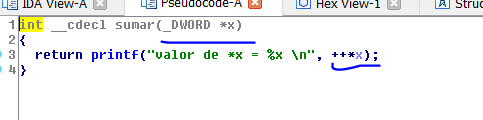 IDA View-A Pseudocode-A Hex View-1 Struc
1 int __cdecl sumar(_DWORD *x)
2 {
3 return printf("valor de *x = %x \n", ++*x);
4 }